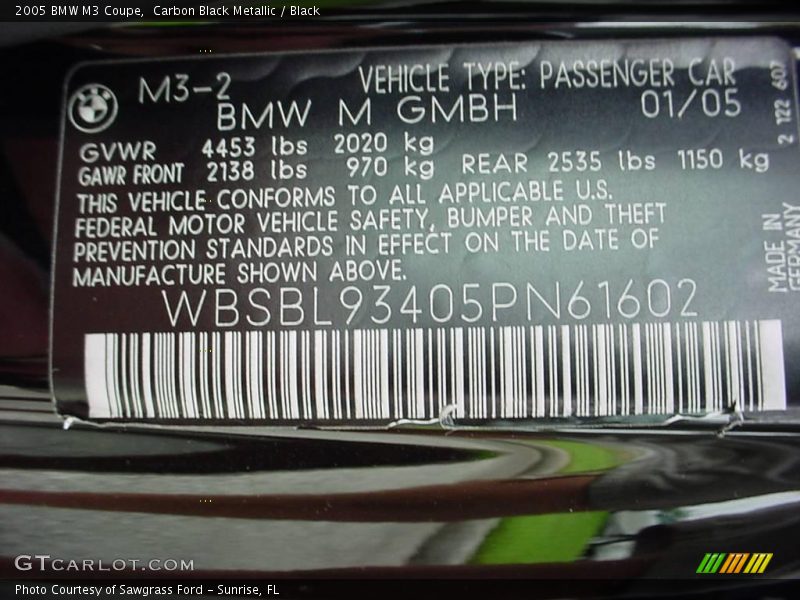 2005 BMW M3 Coupe, Carbon Black Metallic / Black
M3-2
VEHICLE TYPE: PASSENGER CAR
BMW M GMBH
01/05
GVWR 4453 lbs 2020 kg
GAWR FRONT 2138 lbs 970 kg REAR 2535 lbs 1150 kg
THIS VEHICLE CONFORMS TO ALL APPLICABLE U.S.
FEDERAL MOTOR VEHICLE SAFETY, BUMPER AND THEFT
PREVENTION STANDARDS IN EFFECT ON THE DATE OF
MANUFACTURE SHOWN ABOVE.
WBSBL93405PN61602
2 122 607
MADE IN
GERMANY
GTCARLOT.COM
Photo Courtesy of Sawgrass Ford - Sunrise, FL